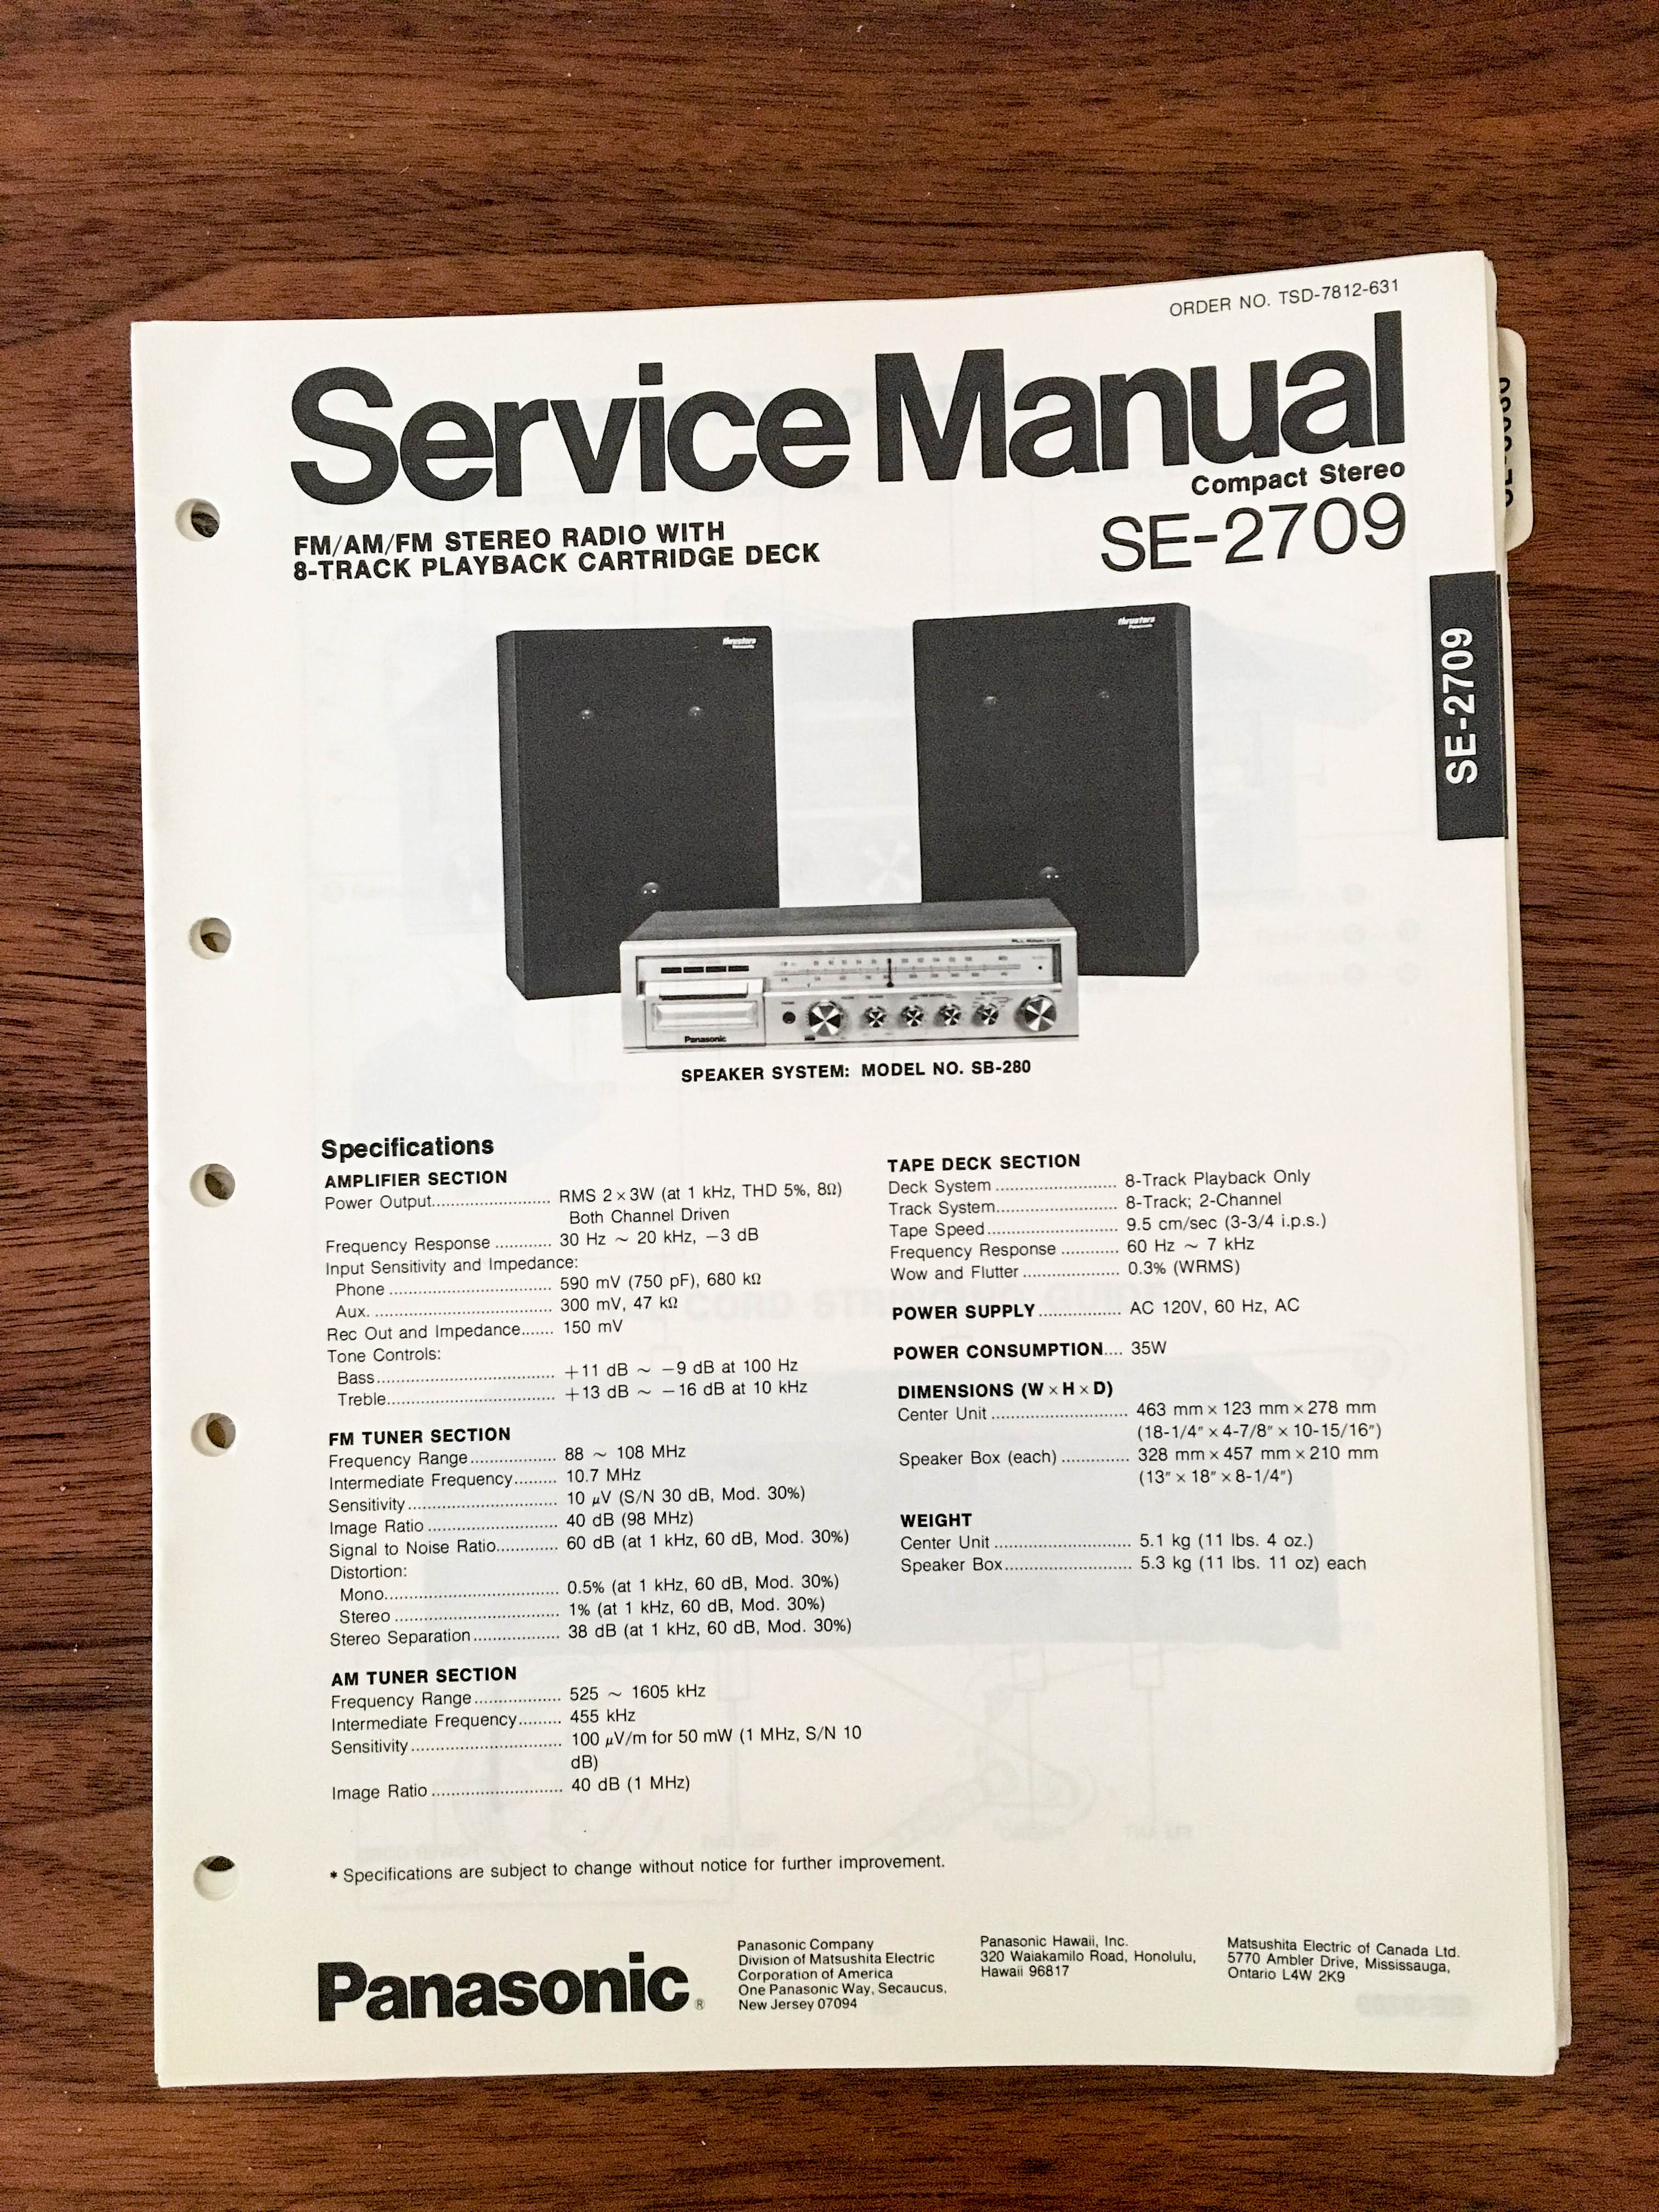 ORDER NO. TSD-7812-631
Service Manual
Compact Stereo
SE-2709
FM/AM/FM STEREO RADIO WITH
8-TRACK PLAYBACK CARTRIDGE DECK
SE-2709
thrusters
Panasonic
thrusters
Panasonic
Panasonic
SPEAKER SYSTEM: MODEL NO. SB-280
Specifications
AMPLIFIER SECTION
Power Output.......................... RMS 2 × 3W (at 1 kHz, THD 5%, 8Ω)
Both Channel Driven
Frequency Response ............ 30 Hz ~ 20 kHz, −3 dB
Input Sensitivity and Impedance:
Phone .................................... 590 mV (750 pF), 680 kΩ
Aux. ....................................... 300 mV, 47 kΩ
Rec Out and Impedance....... 150 mV
Tone Controls:
Bass....................................... +11 dB ~ −9 dB at 100 Hz
Treble..................................... +13 dB ~ −16 dB at 10 kHz
FM TUNER SECTION
Frequency Range................... 88 ~ 108 MHz
Intermediate Frequency......... 10.7 MHz
Sensitivity................................. 10 µV (S/N 30 dB, Mod. 30%)
Image Ratio ............................. 40 dB (98 MHz)
Signal to Noise Ratio............. 60 dB (at 1 kHz, 60 dB, Mod. 30%)
Distortion:
Mono...................................... 0.5% (at 1 kHz, 60 dB, Mod. 30%)
Stereo .................................... 1% (at 1 kHz, 60 dB, Mod. 30%)
Stereo Separation................... 38 dB (at 1 kHz, 60 dB, Mod. 30%)
AM TUNER SECTION
Frequency Range................... 525 ~ 1605 kHz
Intermediate Frequency......... 455 kHz
Sensitivity................................. 100 µV/m for 50 mW (1 MHz, S/N 10
dB)
Image Ratio ............................. 40 dB (1 MHz)
TAPE DECK SECTION
Deck System ........................... 8-Track Playback Only
Track System........................... 8-Track; 2-Channel
Tape Speed............................. 9.5 cm/sec (3-3/4 i.p.s.)
Frequency Response ............. 60 Hz ~ 7 kHz
Wow and Flutter ..................... 0.3% (WRMS)
POWER SUPPLY.................. AC 120V, 60 Hz, AC
POWER CONSUMPTION.... 35W
DIMENSIONS (W × H × D)
Center Unit .............................. 463 mm × 123 mm × 278 mm
(18-1/4″ × 4-7/8″ × 10-15/16″)
Speaker Box (each) ............... 328 mm × 457 mm × 210 mm
(13″ × 18″ × 8-1/4″)
WEIGHT
Center Unit .............................. 5.1 kg (11 lbs. 4 oz.)
Speaker Box............................ 5.3 kg (11 lbs. 11 oz) each
* Specifications are subject to change without notice for further improvement.
Panasonic®
Panasonic Company
Division of Matsushita Electric
Corporation of America
One Panasonic Way, Secaucus,
New Jersey 07094
Panasonic Hawaii, Inc.
320 Waiakamilo Road, Honolulu,
Hawaii 96817
Matsushita Electric of Canada Ltd.
5770 Ambler Drive, Mississauga,
Ontario L4W 2K9